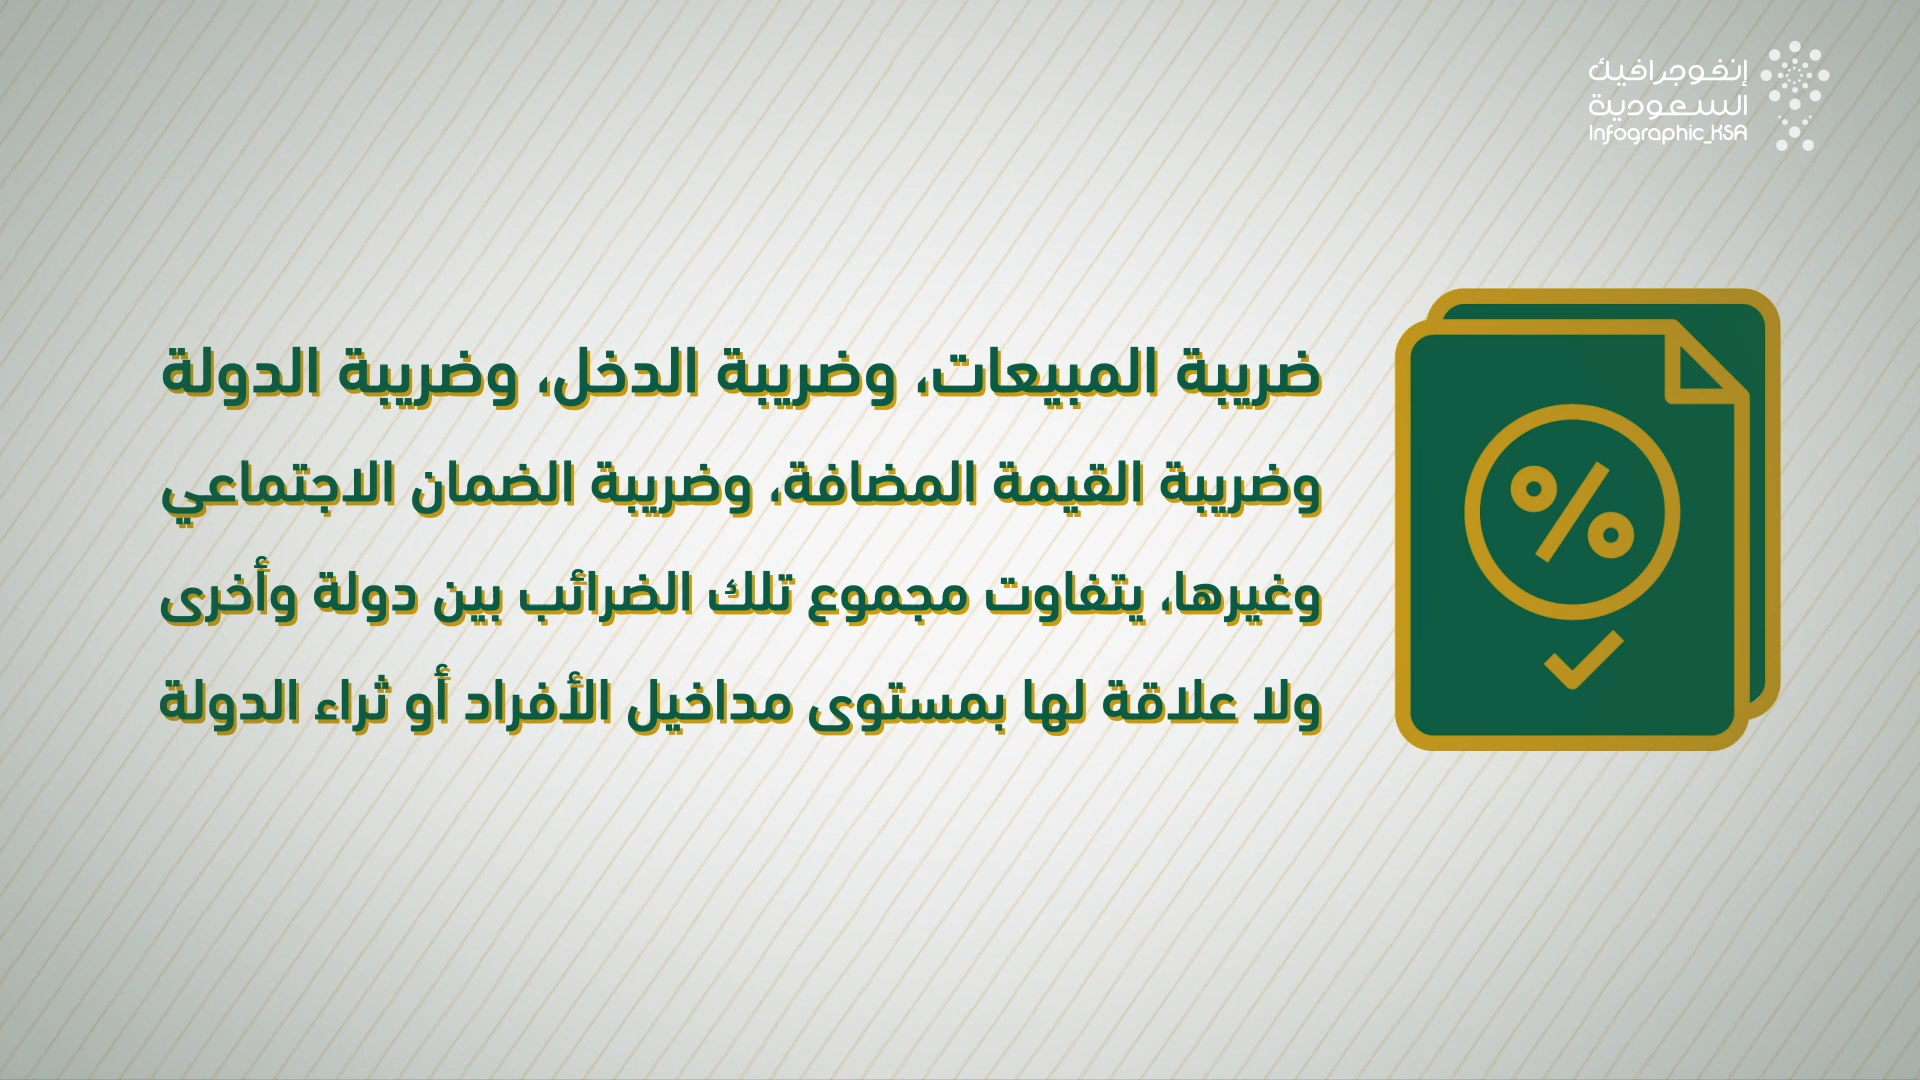 إنفوجرافيك
السعودية
Infographic_KSA
ضريبة المبيعات، وضريبة الدخل، وضريبة الدولة
وضريبة القيمة المضافة، وضريبة الضمان الاجتماعي
وغيرها، يتفاوت مجموع تلك الضرائب بين دولة وأخرى
ولا علاقة لها بمستوى مداخيل الأفراد أو ثراء الدولة
%